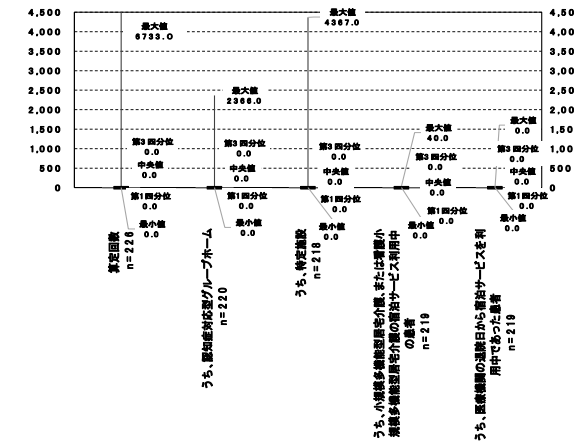 4,500
4,000
3,500
3,000
2,500
2,000
1,500
1,000
500
0
4,50
4,00
3,50
3,00
2,50
2,00
1,50
1,00
500
0
最大値
6733.0
第3四分位
0.0
中央値
0.0
第1四分位
0.0
最小値
0.0
最大値
2366.0
第3四分位
0.0
中央値
0.0
第1四分位
0.0
最小値
0.0
最大値
4367.0
第3四分位
0.0
中央値
0.0
第1四分位
0.0
最小値
0.0
最大値
40.0
第3四分位
0.0
中央値
0.0
第1四分位
0.0
最小値
0.0
最大値
0.0
第3四分位
0.0
中央値
0.0
第1四分位
0.0
最小値
0.0
算定回数
n=226
うち、認知症対応型グループホーム
n=220
うち、特定施設
n=218
うち、小規模多機能型居宅介護、または看護小
規模多機能型居宅介護の宿泊サービス利用中
の患者
n=219
うち、医療機関の退院日から宿泊サービスを利
用中であった患者
n=219